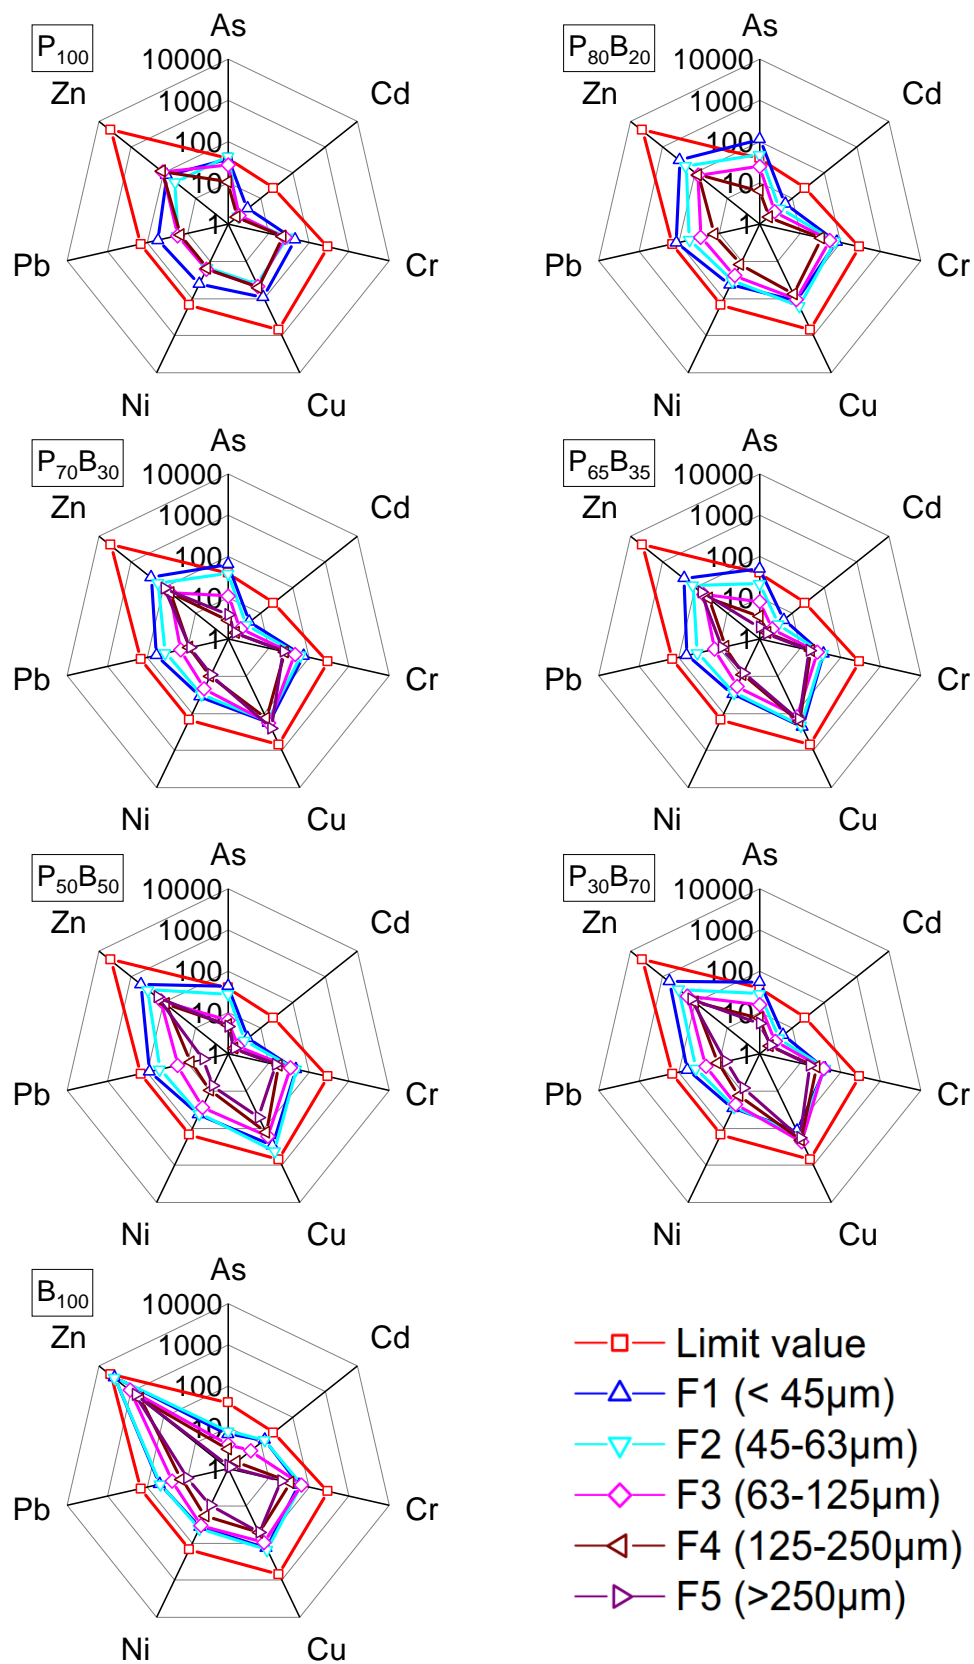 As
As
P100
P80B20
10000
10000
Zn
Cd
Zn
Cd
1000
1000
100
100
10
10
1
1
Pb
Cr
Pb
Cr
Ni
Cu
Ni
Cu
As
As
P70B30
P65B35
10000
10000
Zn
Cd
Zn
Cd
1000
1000
100
100
10
10
1
1
Pb
Cr
Pb
Cr
Ni
Cu
Ni
Cu
As
As
P50B50
P30B70
10000
10000
Zn
Cd
Zn
Cd
1000
1000
100
100
10
10
1
1
Pb
Cr
Pb
Cr
Ni
Cu
Ni
Cu
As
B100
10000
Zn
Cd
1000
100
10
1
Pb
Cr
Ni
Cu
Limit value
F1 (< 45µm)
F2 (45-63µm)
F3 (63-125µm)
F4 (125-250µm)
F5 (>250µm)